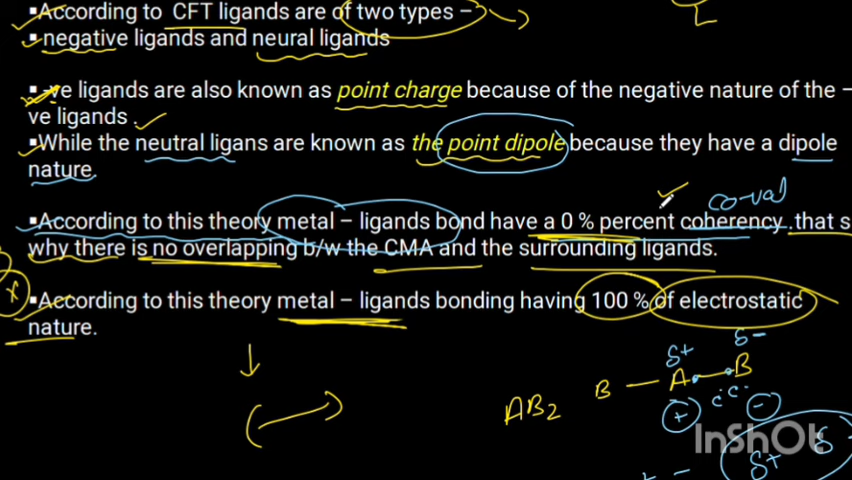 ▪According to CFT ligands are of two types –
▪negative ligands and neural ligands
▪ -ve ligands are also known as point charge because of the negative nature of the –
ve ligands .
▪While the neutral ligans are known as the point dipole because they have a dipole
nature.
co-val
▪According to this theory metal – ligands bond have a 0 % percent coherency .that s
why there is no overlapping b/w the CMA and the surrounding ligands.
x
▪According to this theory metal – ligands bonding having 100 % of electrostatic
nature.
δ+ δ-
AB2 B – A – B
+ -
InShOt
δ+ δ